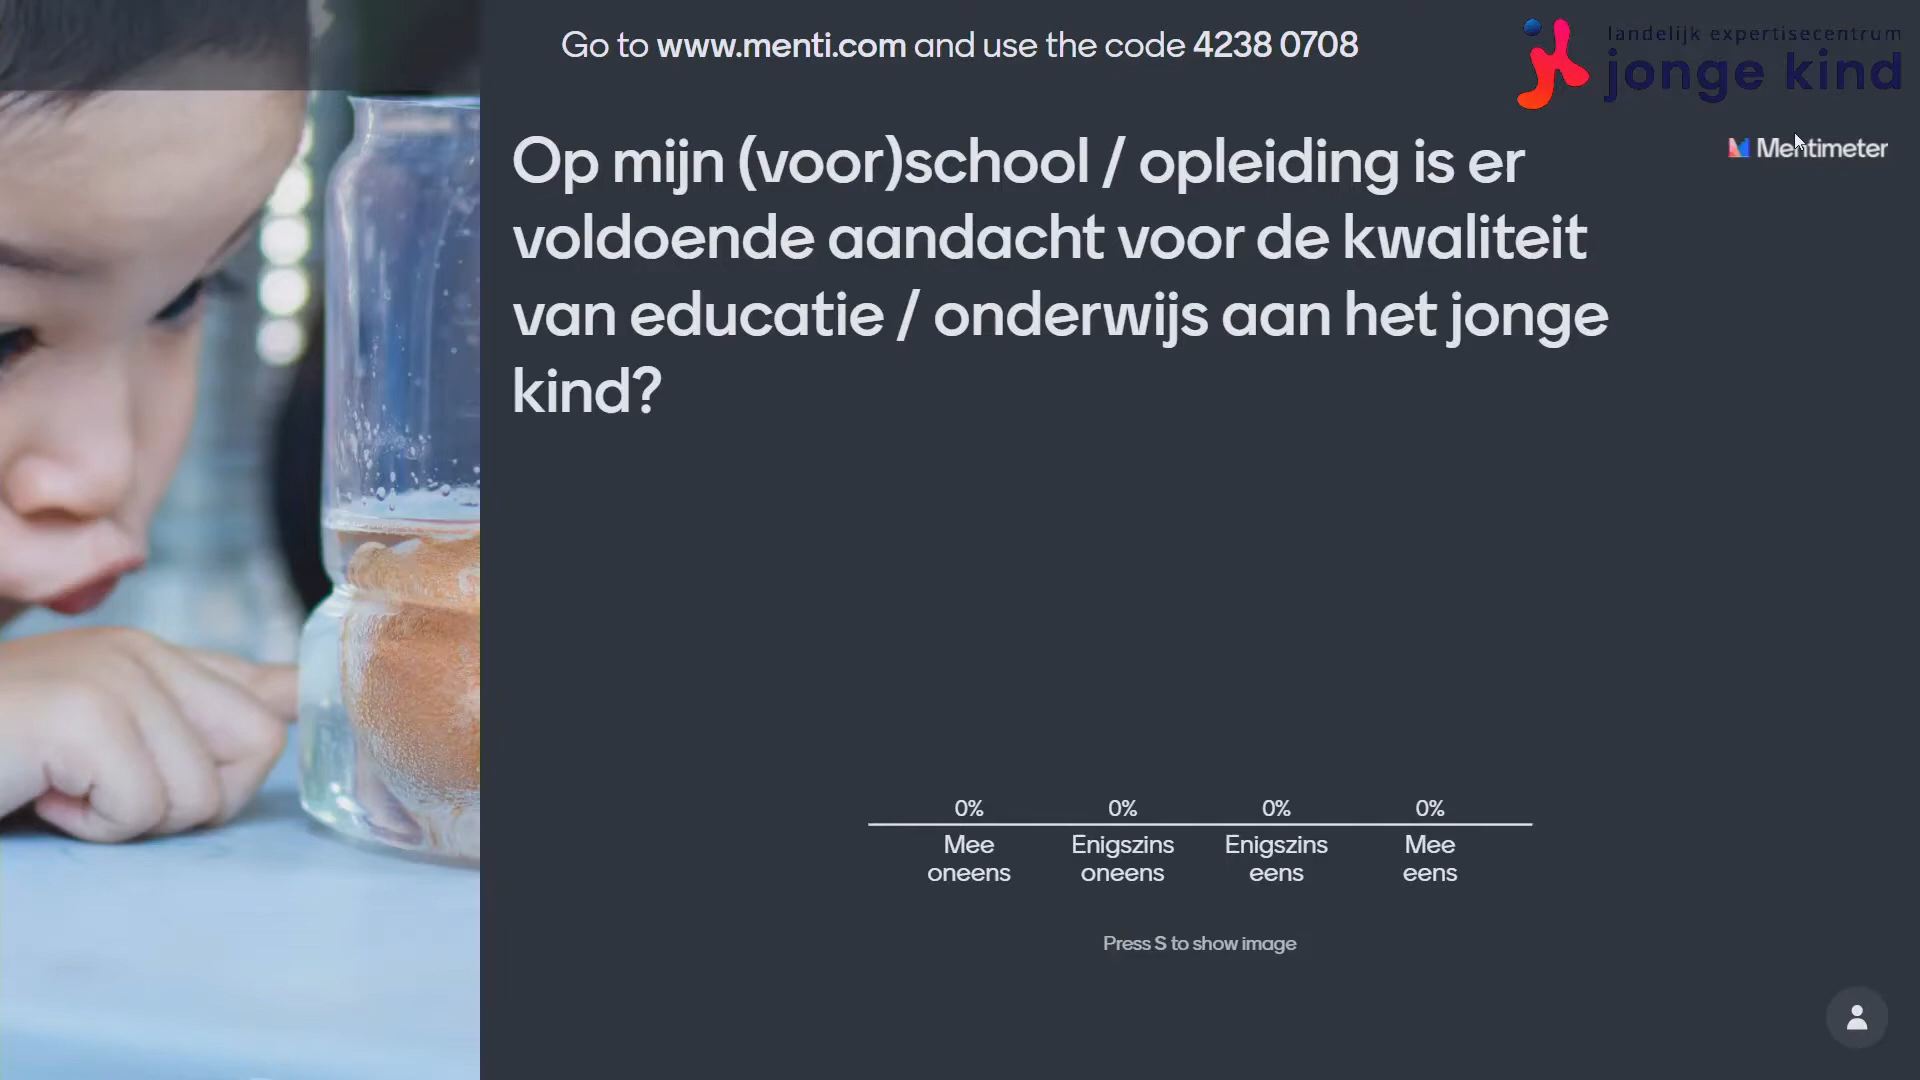 Go to www.menti.com and use the code 4238 0708
landelijk expertisecentrum
jonge kind
Mentimeter
Op mijn (voor)school / opleiding is er
voldoende aandacht voor de kwaliteit
van educatie / onderwijs aan het jonge
kind?
0% 0% 0% 0%
Mee Enigszins Enigszins Mee
oneens oneens eens eens
Press S to show image